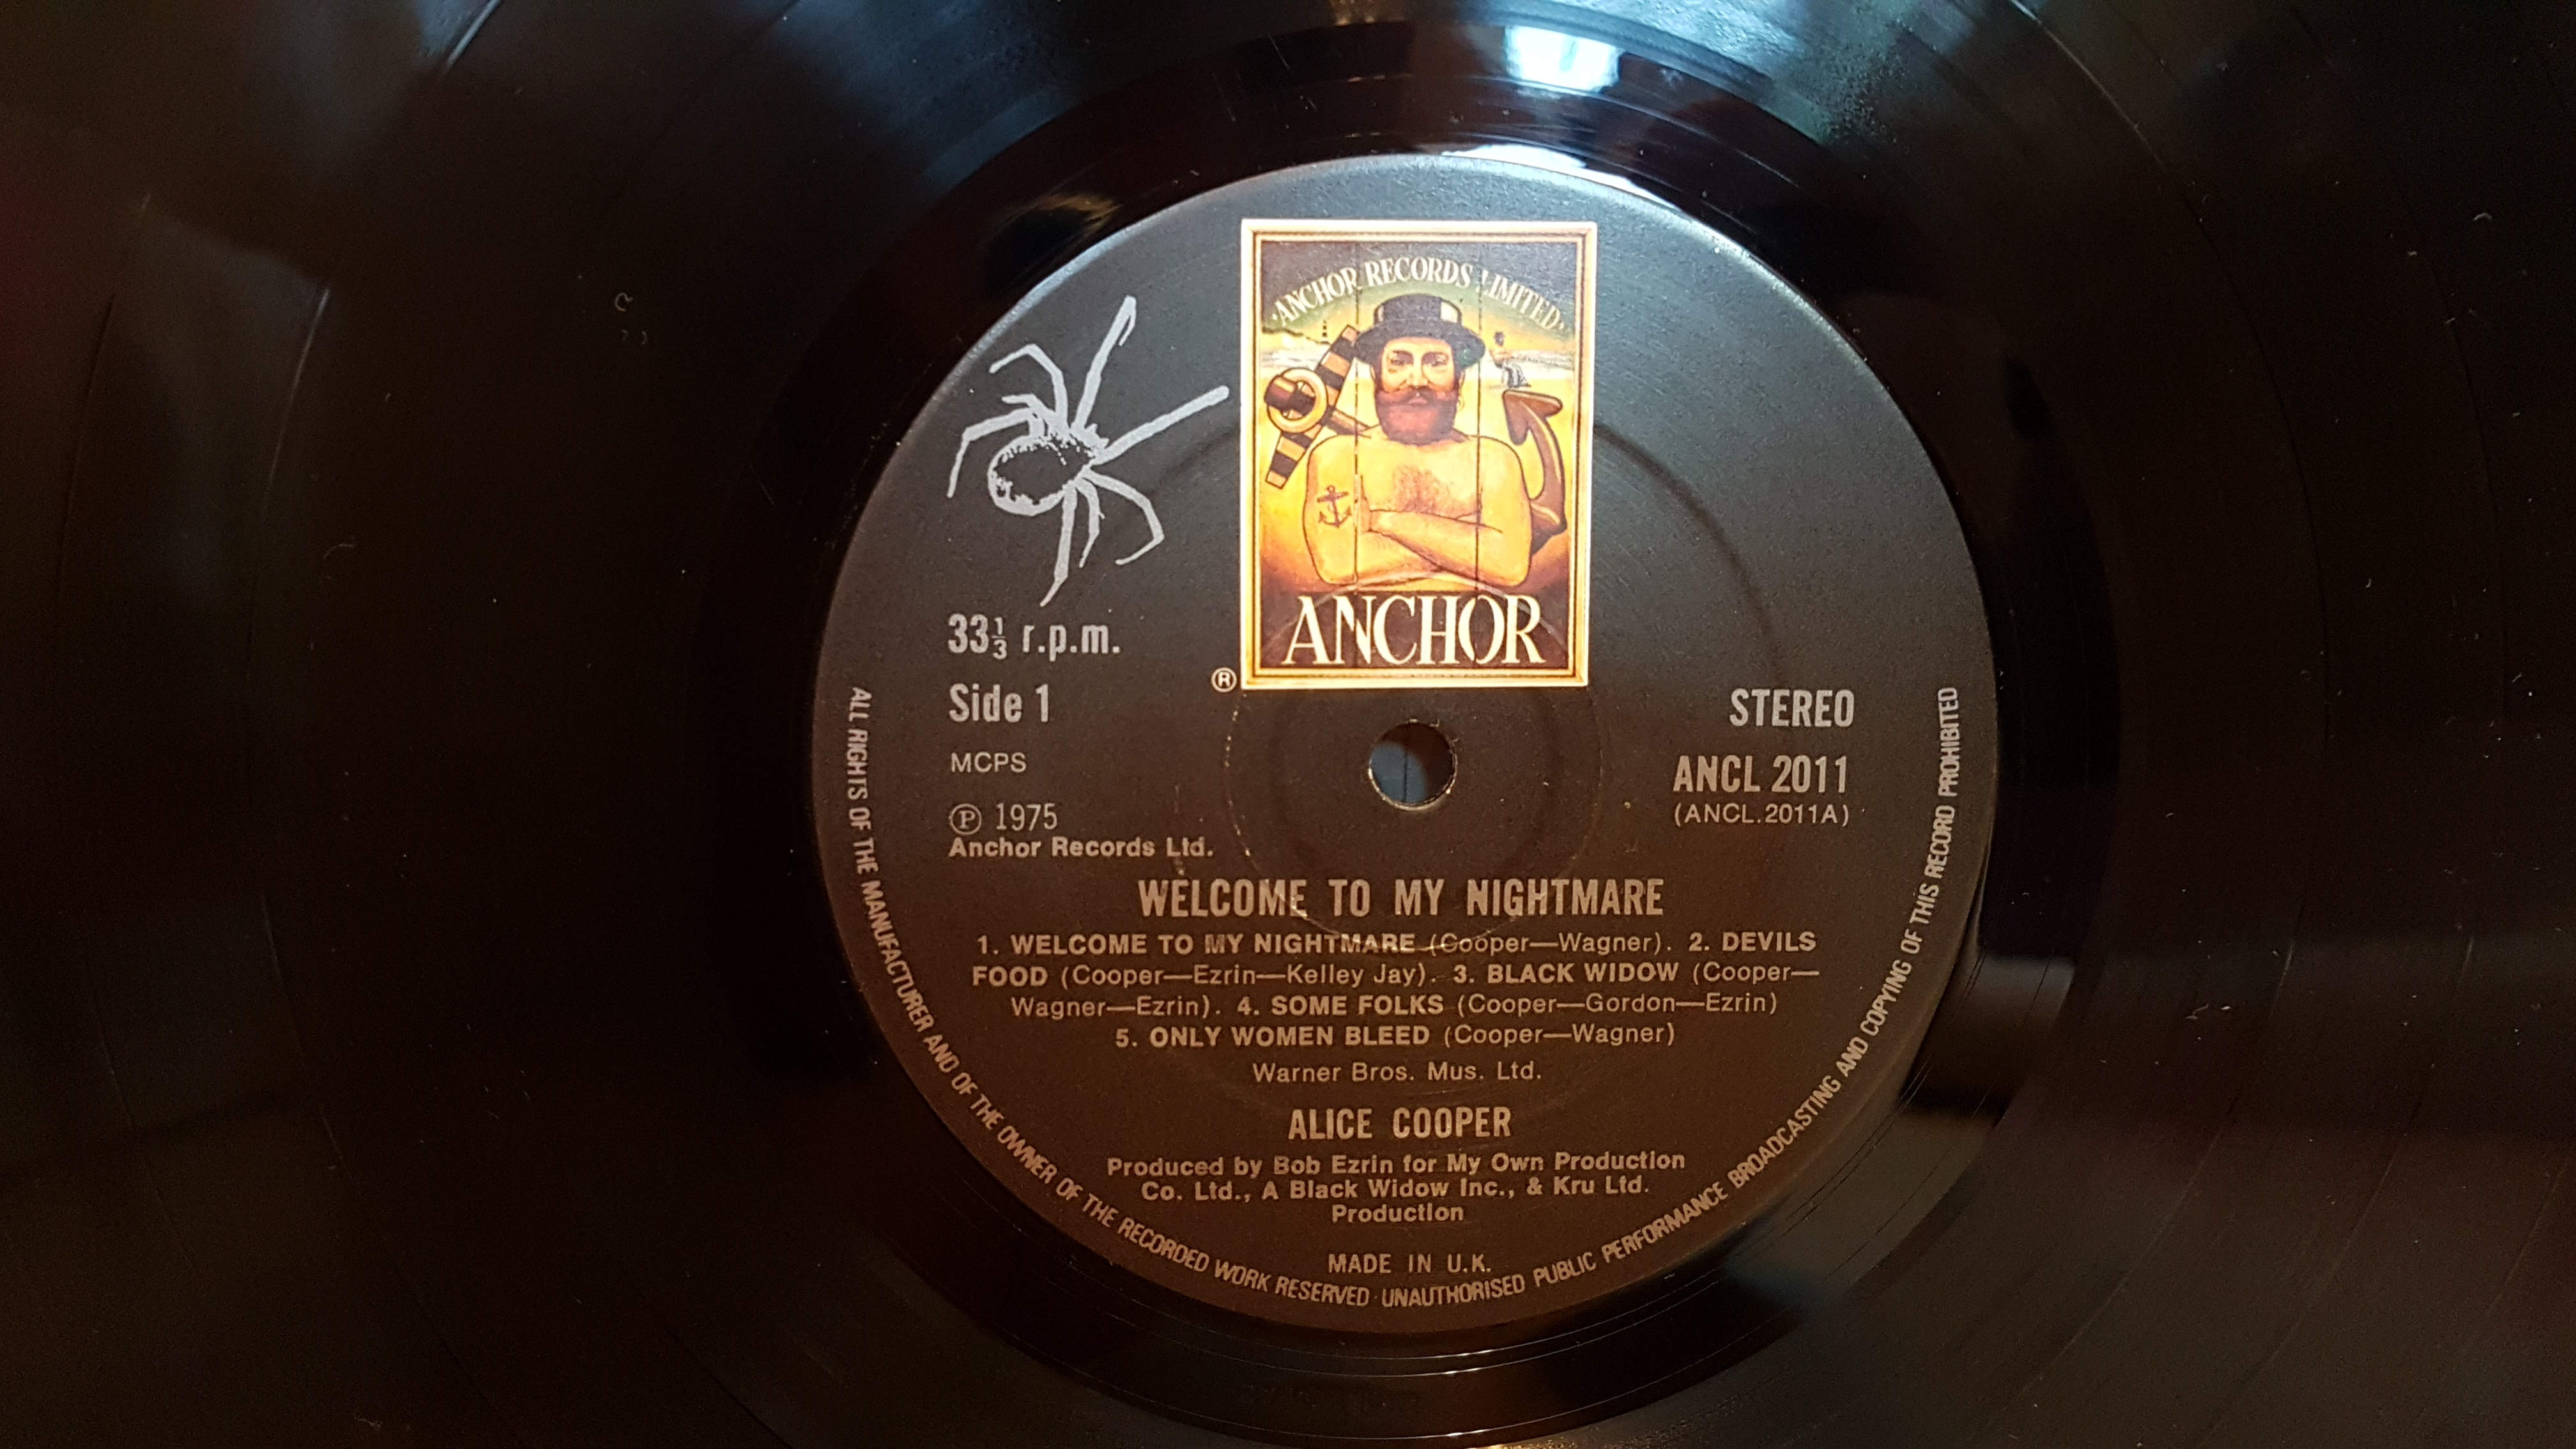 ·ANCHOR RECORDS LIMITED·
ANCHOR
®
33⅓ r.p.m.
Side 1
MCPS
℗ 1975
Anchor Records Ltd.
STEREO
ANCL 2011
(ANCL.2011A)
WELCOME TO MY NIGHTMARE
1. WELCOME TO MY NIGHTMARE (Cooper—Wagner). 2. DEVILS
FOOD (Cooper—Ezrin—Kelley Jay). 3. BLACK WIDOW (Cooper—
Wagner—Ezrin). 4. SOME FOLKS (Cooper—Gordon—Ezrin)
5. ONLY WOMEN BLEED (Cooper—Wagner)
Warner Bros. Mus. Ltd.
ALICE COOPER
Produced by Bob Ezrin for My Own Production
Co. Ltd., A Black Widow Inc., & Kru Ltd.
Production
MADE IN U.K.
ALL RIGHTS OF THE MANUFACTURER AND OF THE OWNER OF THE RECORDED WORK RESERVED · UNAUTHORISED PUBLIC PERFORMANCE BROADCASTING AND COPYING OF THIS RECORD PROHIBITED